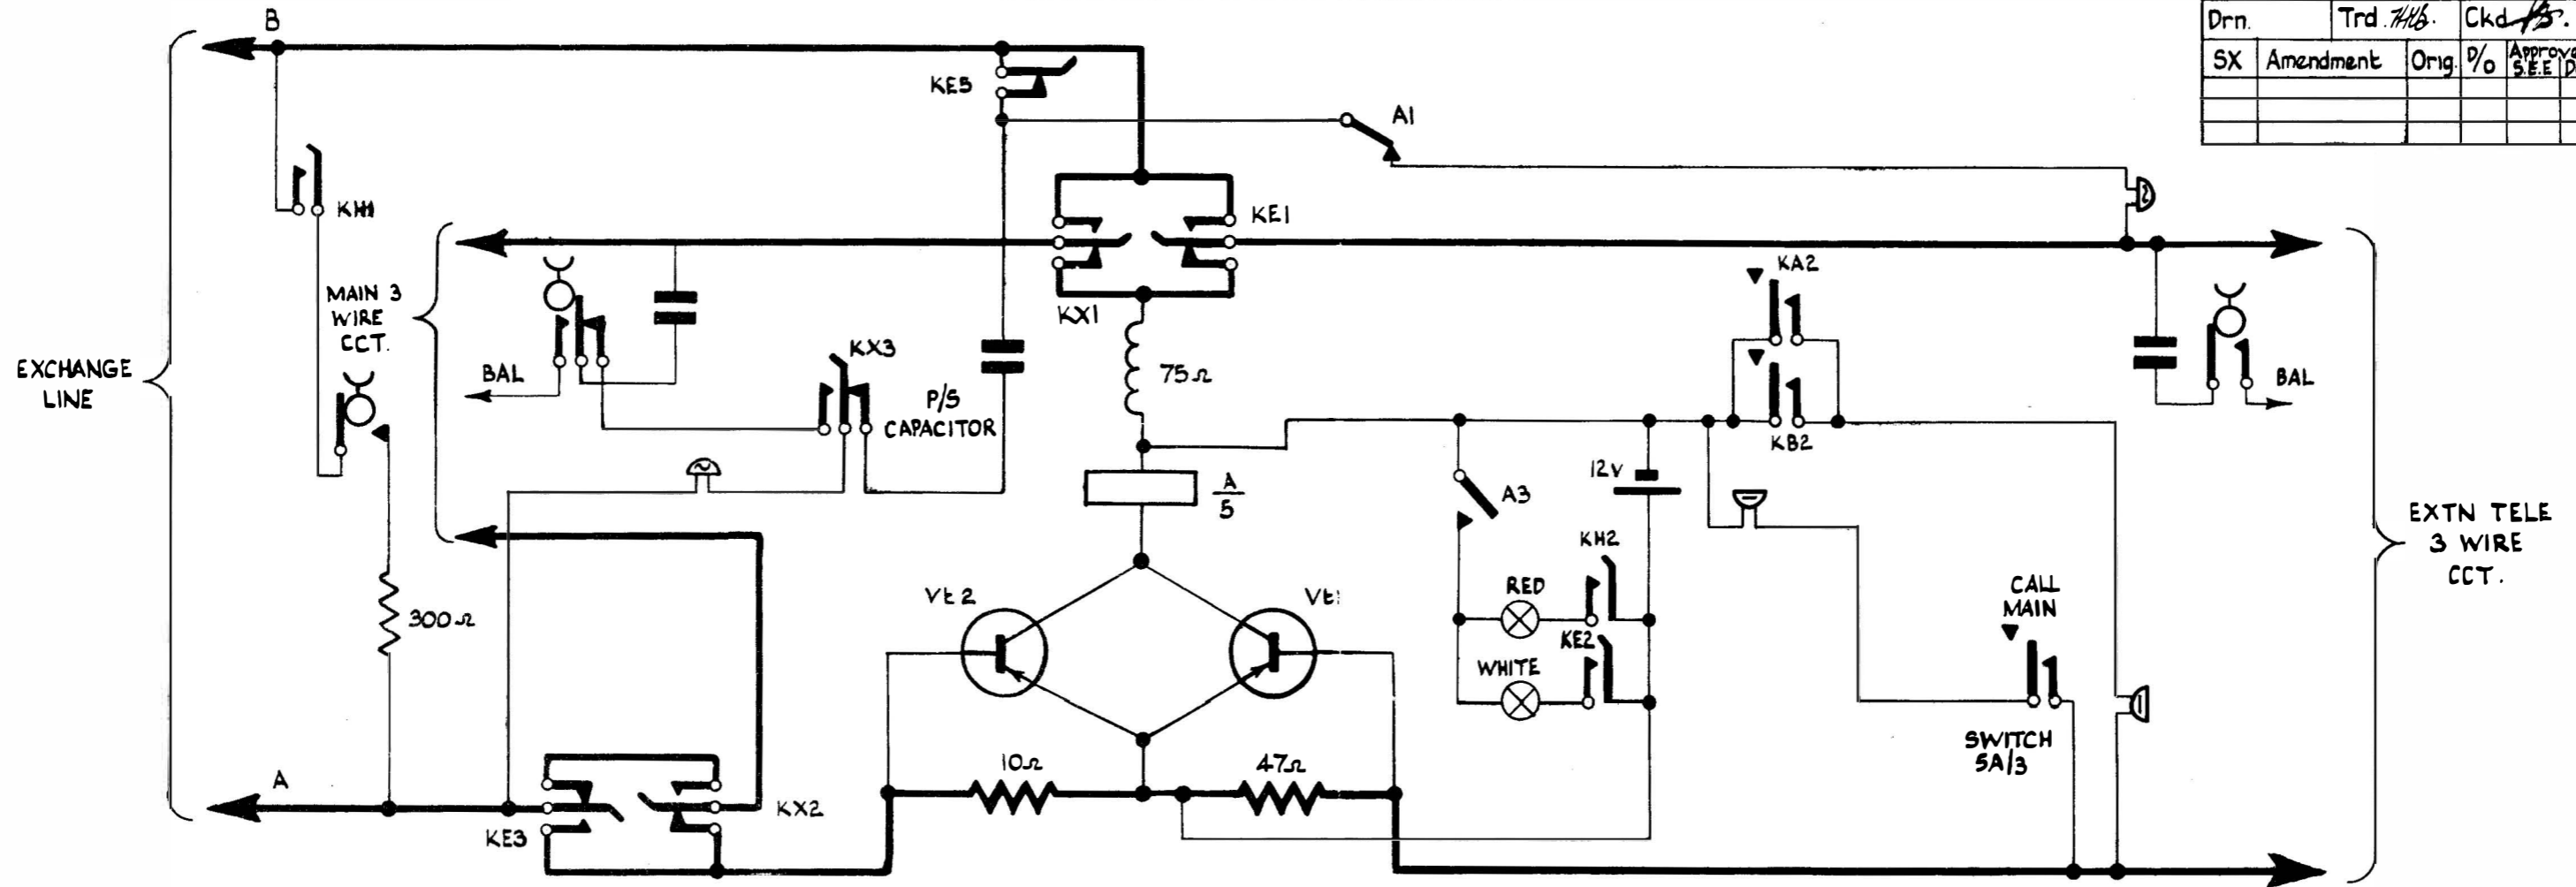 Drn. Trd. Ckd
SX Amendment Orig. D/o Approve
S.E.E D
B
KE5
A1
KH1
KE1
KX1
MAIN 3
WIRE
CCT.
EXCHANGE
LINE
BAL
KX3
P/S
CAPACITOR
75Ω
KA2
KB2
BAL
12V
A3
A
5
KH2
RED
KE2
WHITE
CALL
MAIN
SWITCH
5A/3
EXTN TELE
3 WIRE
CCT.
300Ω
Vt2
Vt1
A
KE3
KX2
10Ω
47Ω